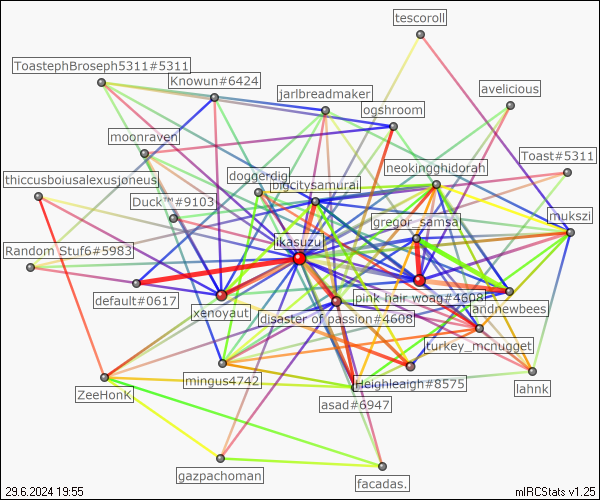 tescoroll
ToastephBroseph5311#5311
Knowun#6424
jarlbreadmaker
avelicious
ogshroom
moonraven
Toast#5311
neokingghidorah
doggerdig
thiccusboiusalexusjoneus
bigcitysamurai
Duck™#9103
mukszi
gregor_samsa
ikasuzu
Random Stuf6#5983
default#0617
pink hair woag#4608
andnewbees
xenoyaut
disaster of passion#4608
turkey_mcnugget
mingus4742
Heighleaigh#8575
lahnk
ZeeHonK
asad#6947
gazpachoman
facadas.
29.6.2024 19:55
mIRCStats v1.25